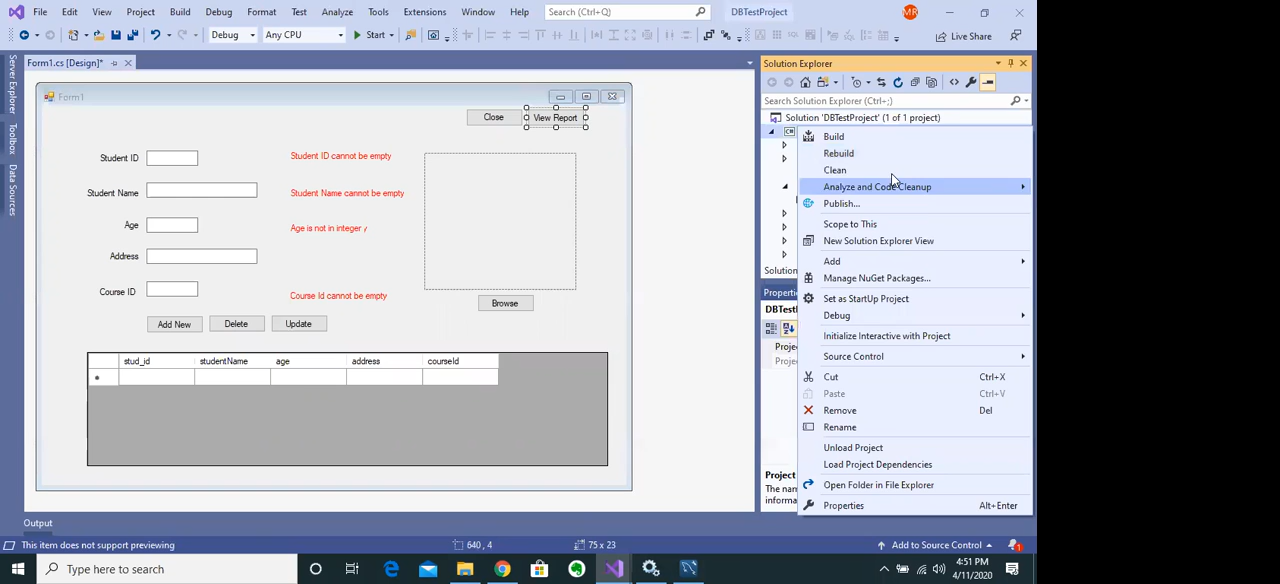 File Edit View Project Build Debug Format Test Analyze Tools Extensions Window Help Search (Ctrl+Q) DBTestProject MR
Debug Any CPU Start Live Share
Form1.cs [Design]*
Solution Explorer
Server Explorer
Toolbox
Data Sources
Form1
Close View Report
Student ID Student ID cannot be empty
Student Name Student Name cannot be empty
Age Age is not in integer y
Address
Course ID Course Id cannot be empty
Browse
Add New Delete Update
stud_id studentName age address courseId
Search Solution Explorer (Ctrl+;)
Solution 'DBTestProject' (1 of 1 project)
C#
Build
Rebuild
Clean
Analyze and Code Cleanup
Publish...
Scope to This
New Solution Explorer View
Add
Manage NuGet Packages...
Set as StartUp Project
Debug
Initialize Interactive with Project
Source Control
Cut Ctrl+X
Paste Ctrl+V
Remove Del
Rename
Unload Project
Load Project Dependencies
Open Folder in File Explorer
Properties Alt+Enter
Output
This item does not support previewing 640, 4 75 x 23 Add to Source Control 1
Type here to search
4:51 PM
4/11/2020